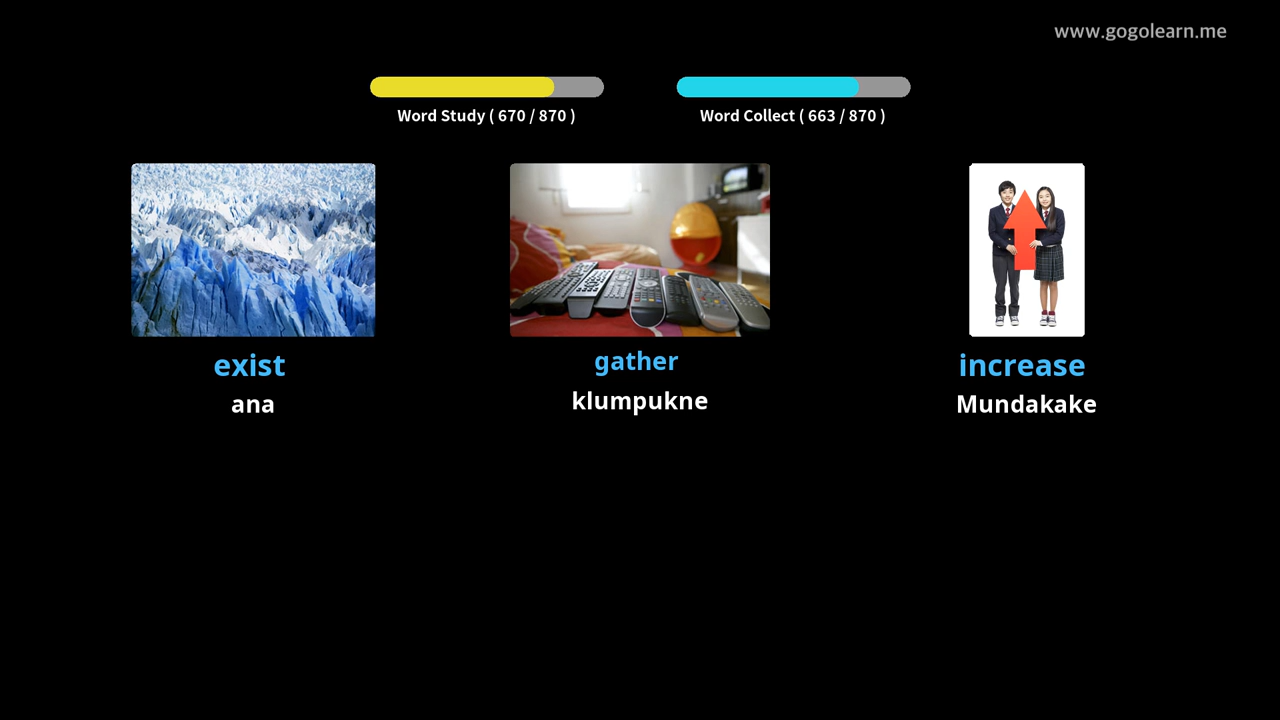 www.gogolearn.me
Word Study ( 670 / 870 )
Word Collect ( 663 / 870 )
exist
ana
gather
klumpukne
increase
Mundakake